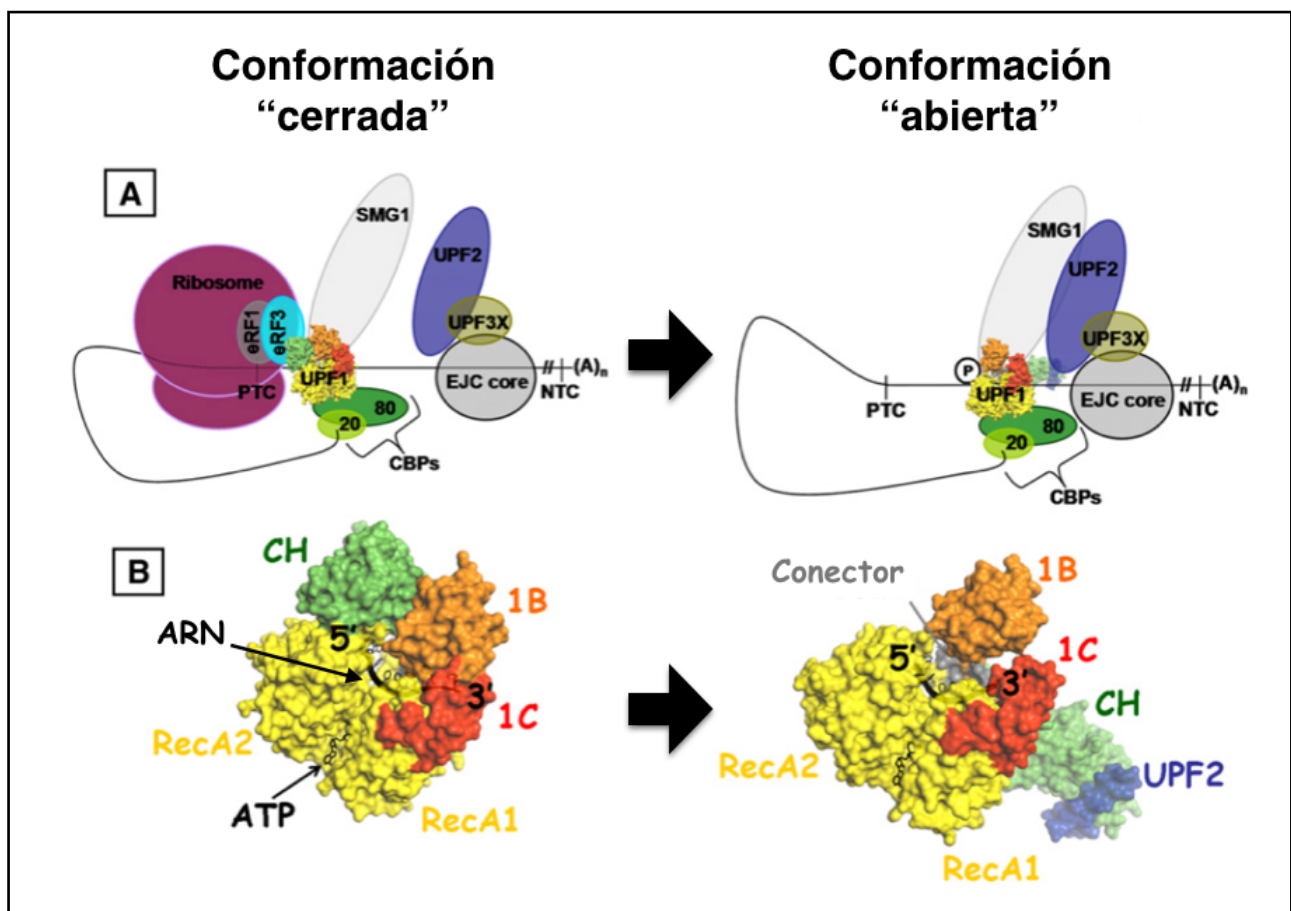 Conformación
“cerrada”
Conformación
“abierta”
A
SMG1
UPF2
Ribosome
eRF1
eRF3
UPF3X
UPF1
EJC core
PTC
// (A)n
NTC
80
20
CBPs
SMG1
UPF2
UPF3X
P
UPF1
EJC core
PTC
// (A)n
NTC
80
20
CBPs
B
CH
1B
ARN
5'
3'
1C
RecA2
ATP
RecA1
Conector
1B
5'
1C
3'
CH
RecA2
UPF2
RecA1